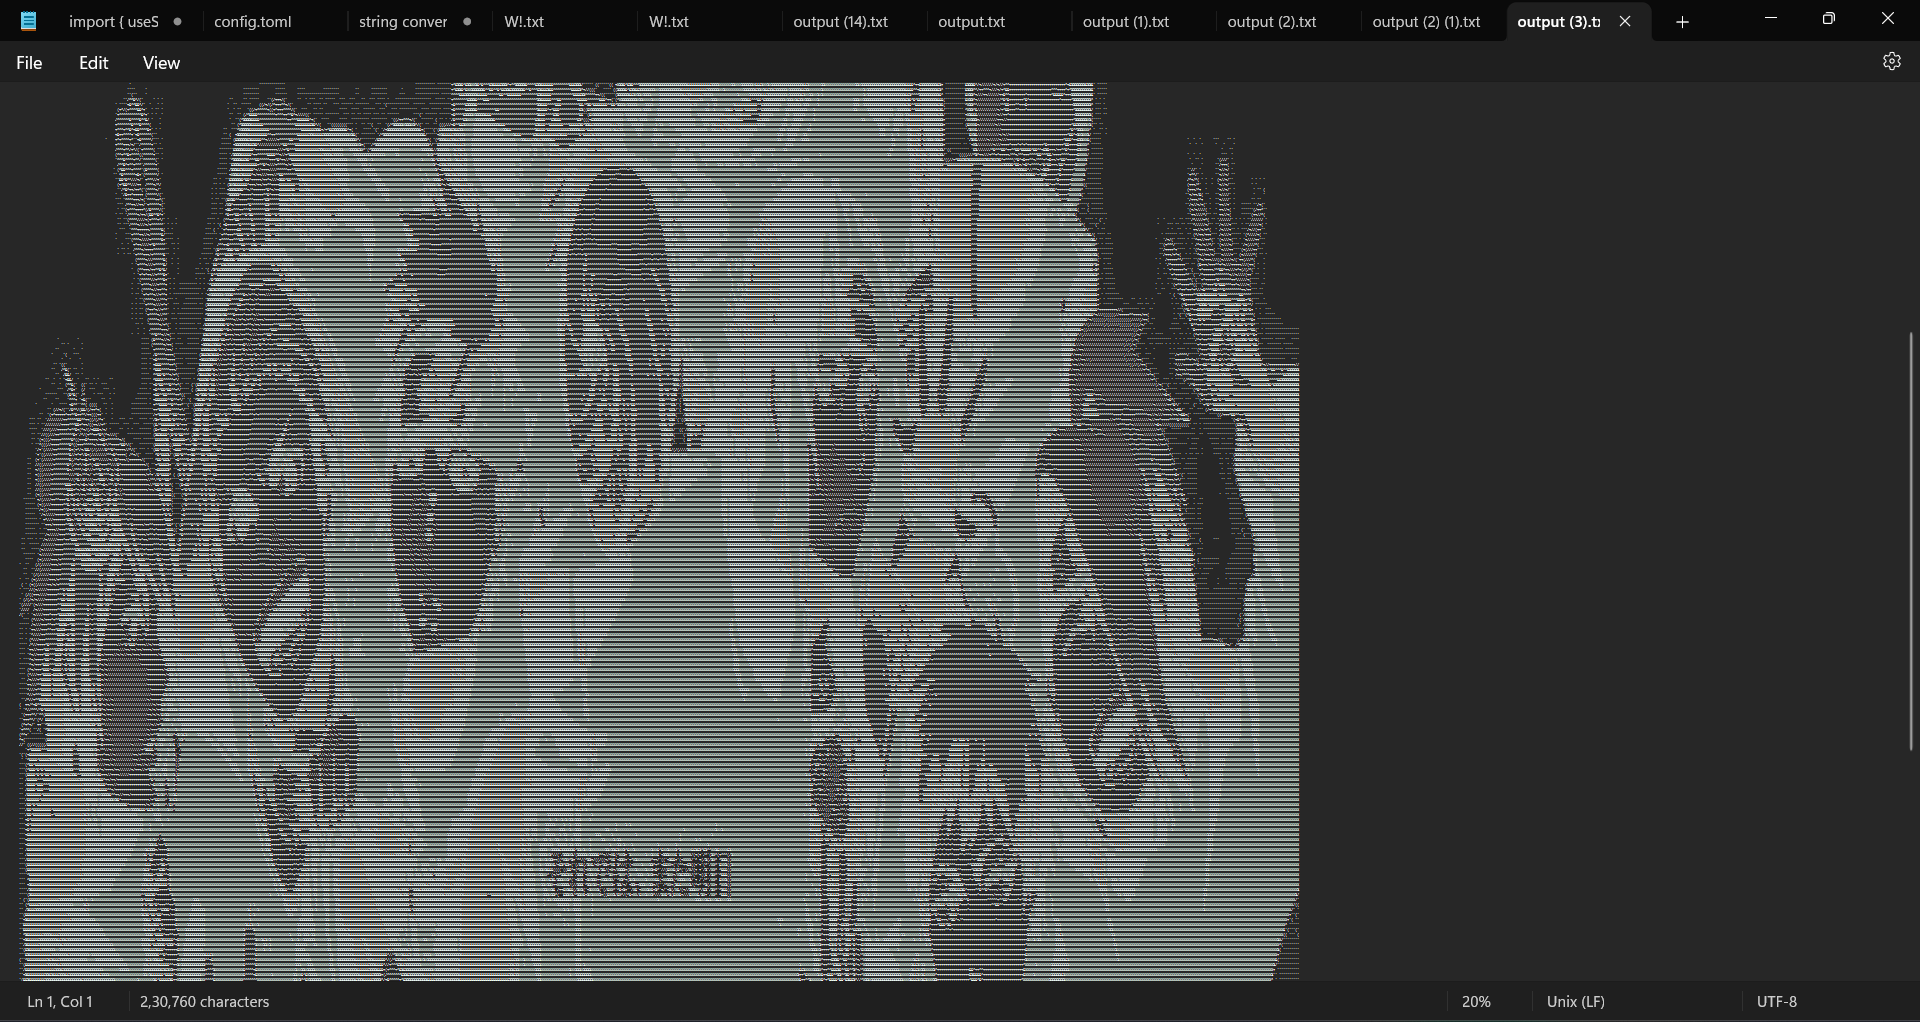 import { useS
config.toml
string conver
W!.txt
W!.txt
output (14).txt
output.txt
output (1).txt
output (2).txt
output (2) (1).txt
output (3).t
File Edit View
Ln 1, Col 1
2,30,760 characters
20%
Unix (LF)
UTF-8